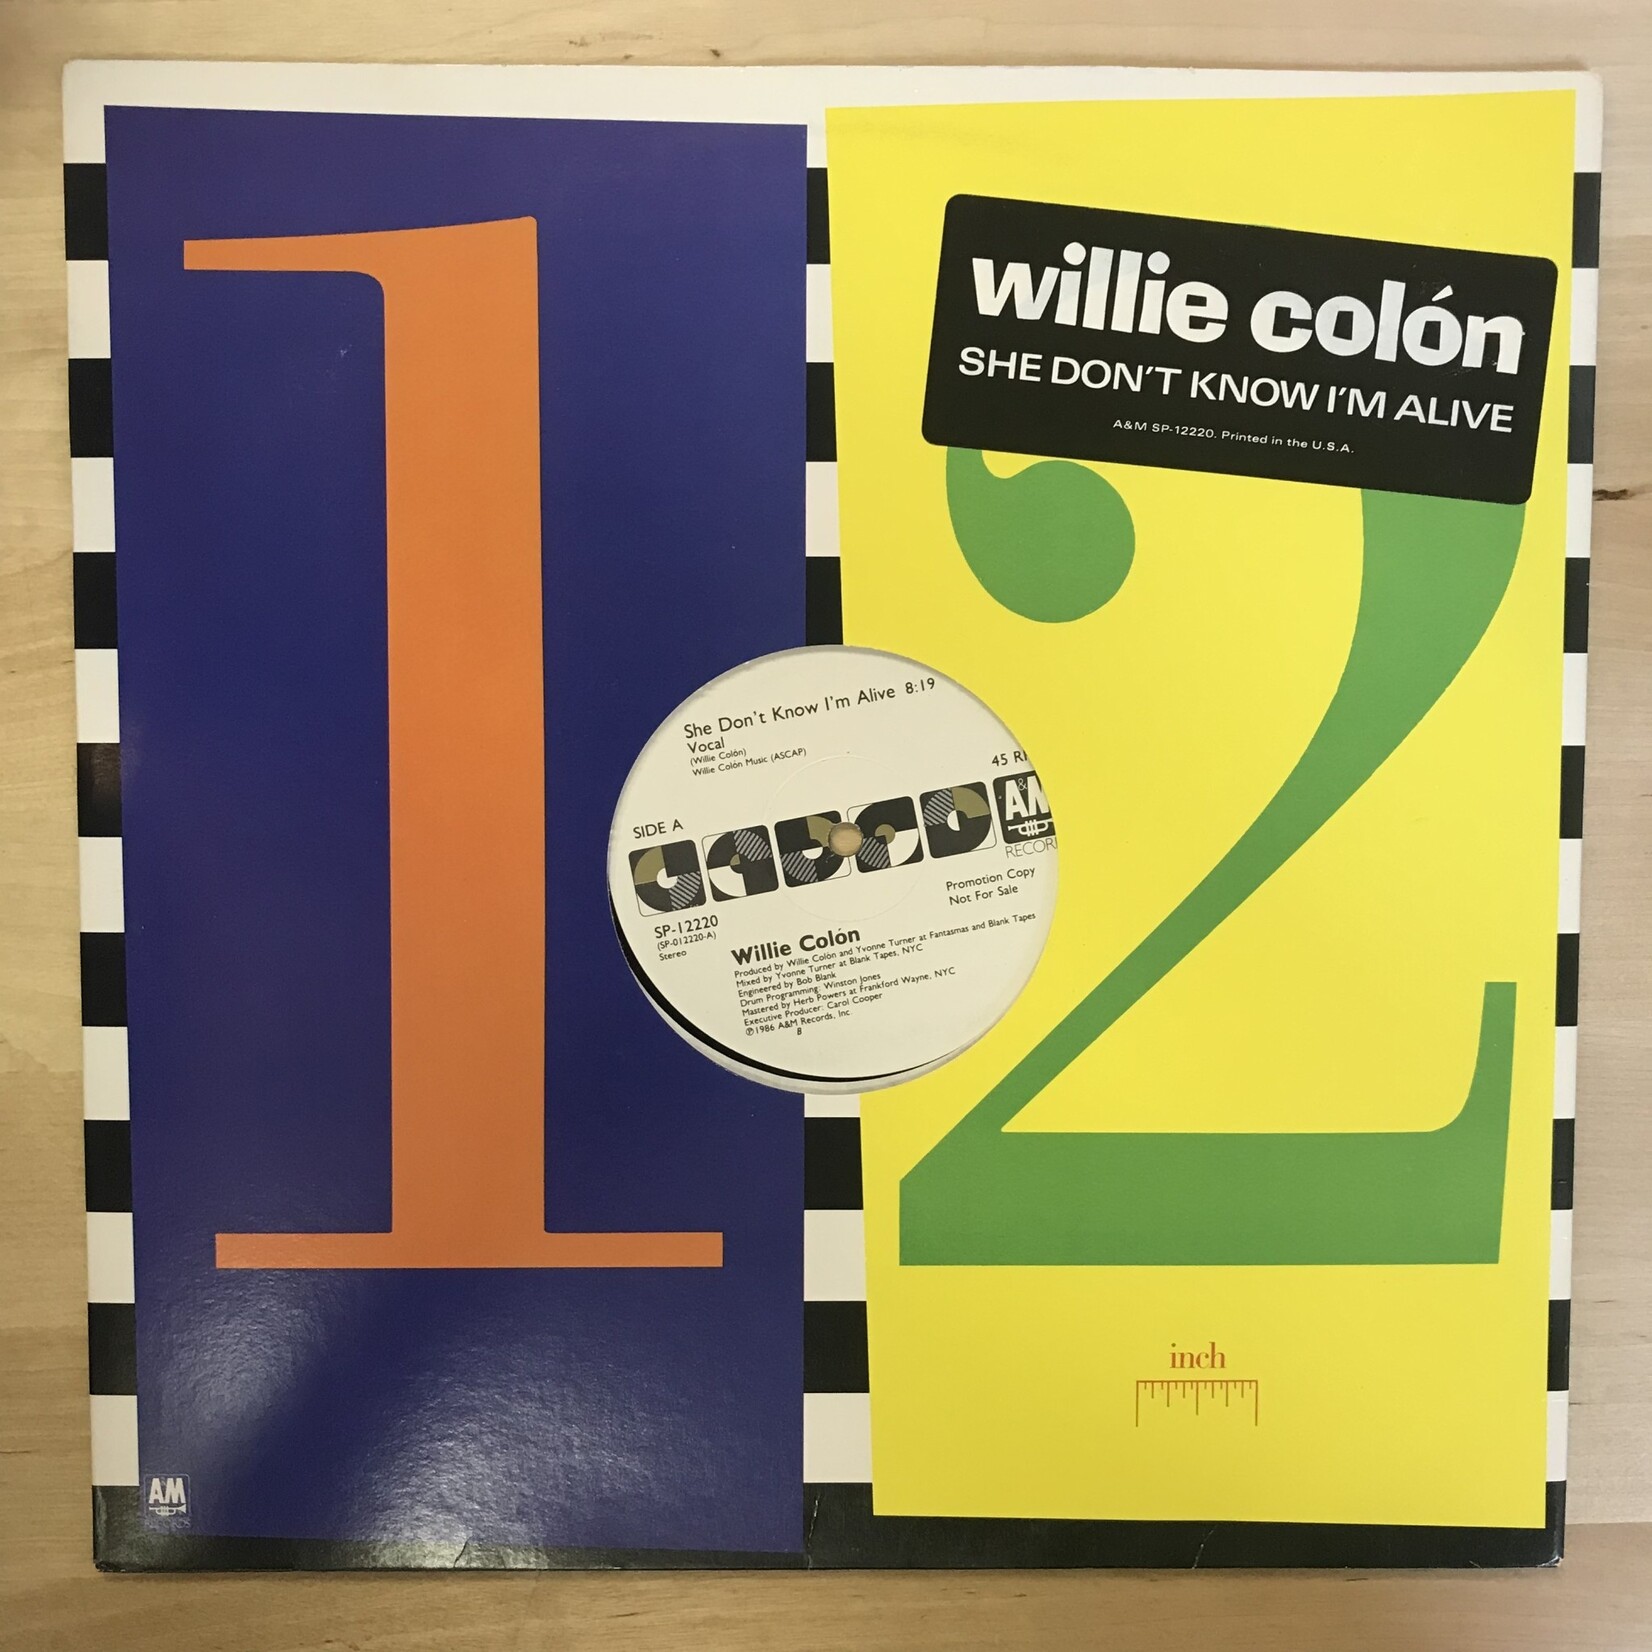 12
willie colón
SHE DON'T KNOW I'M ALIVE
A&M SP-12220. Printed in the U.S.A.
She Don't Know I'm Alive 8:19
Vocal
(Willie Colón)
Willie Colón Music (ASCAP)
45
SIDE A
A&M
Promotion Copy
Not For Sale
SP-12220
(SP-012220-A)
Stereo
Willie Colón
Produced by Willie Colón and Yvonne Turner at Fantasmas and Blank Tapes
Mixed by Yvonne Turner at Blank Tapes, NYC
Engineered by Bob Blank
Drum Programming: Winston Jones
Mastered by Herb Powers at Frankford Wayne, NYC
Executive Producer: Carol Cooper
℗1986 A&M Records, Inc.
B
inch
A&M